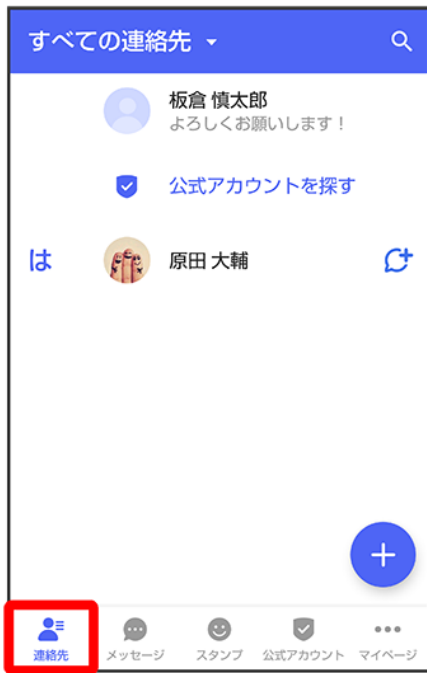 すべての連絡先
板倉 慎太郎
よろしくお願いします！
公式アカウントを探す
は
原田 大輔
連絡先
メッセージ
スタンプ
公式アカウント
マイページ